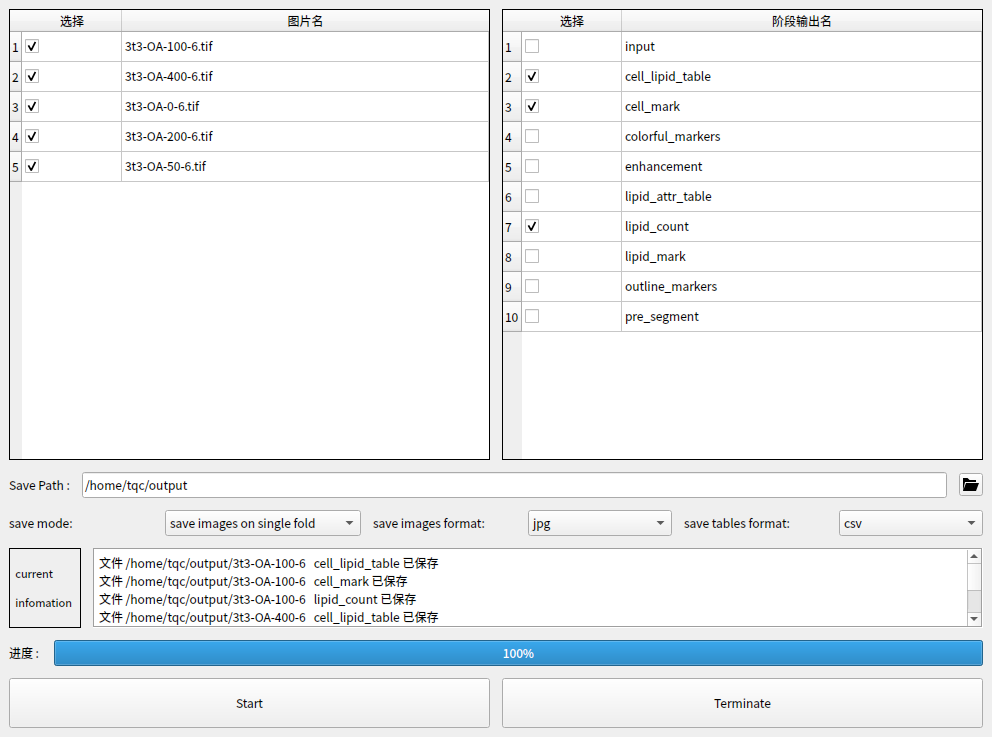 选择 图片名
1 3t3-OA-100-6.tif
2 3t3-OA-400-6.tif
3 3t3-OA-0-6.tif
4 3t3-OA-200-6.tif
5 3t3-OA-50-6.tif
选择 阶段输出名
1 input
2 cell_lipid_table
3 cell_mark
4 colorful_markers
5 enhancement
6 lipid_attr_table
7 lipid_count
8 lipid_mark
9 outline_markers
10 pre_segment
Save Path : /home/tqc/output
save mode: save images on single fold save images format: jpg save tables format: csv
current
infomation
文件 /home/tqc/output/3t3-OA-100-6 cell_lipid_table 已保存
文件 /home/tqc/output/3t3-OA-100-6 cell_mark 已保存
文件 /home/tqc/output/3t3-OA-100-6 lipid_count 已保存
文件 /home/tqc/output/3t3-OA-400-6 cell_lipid_table 已保存
进度 : 100%
Start Terminate